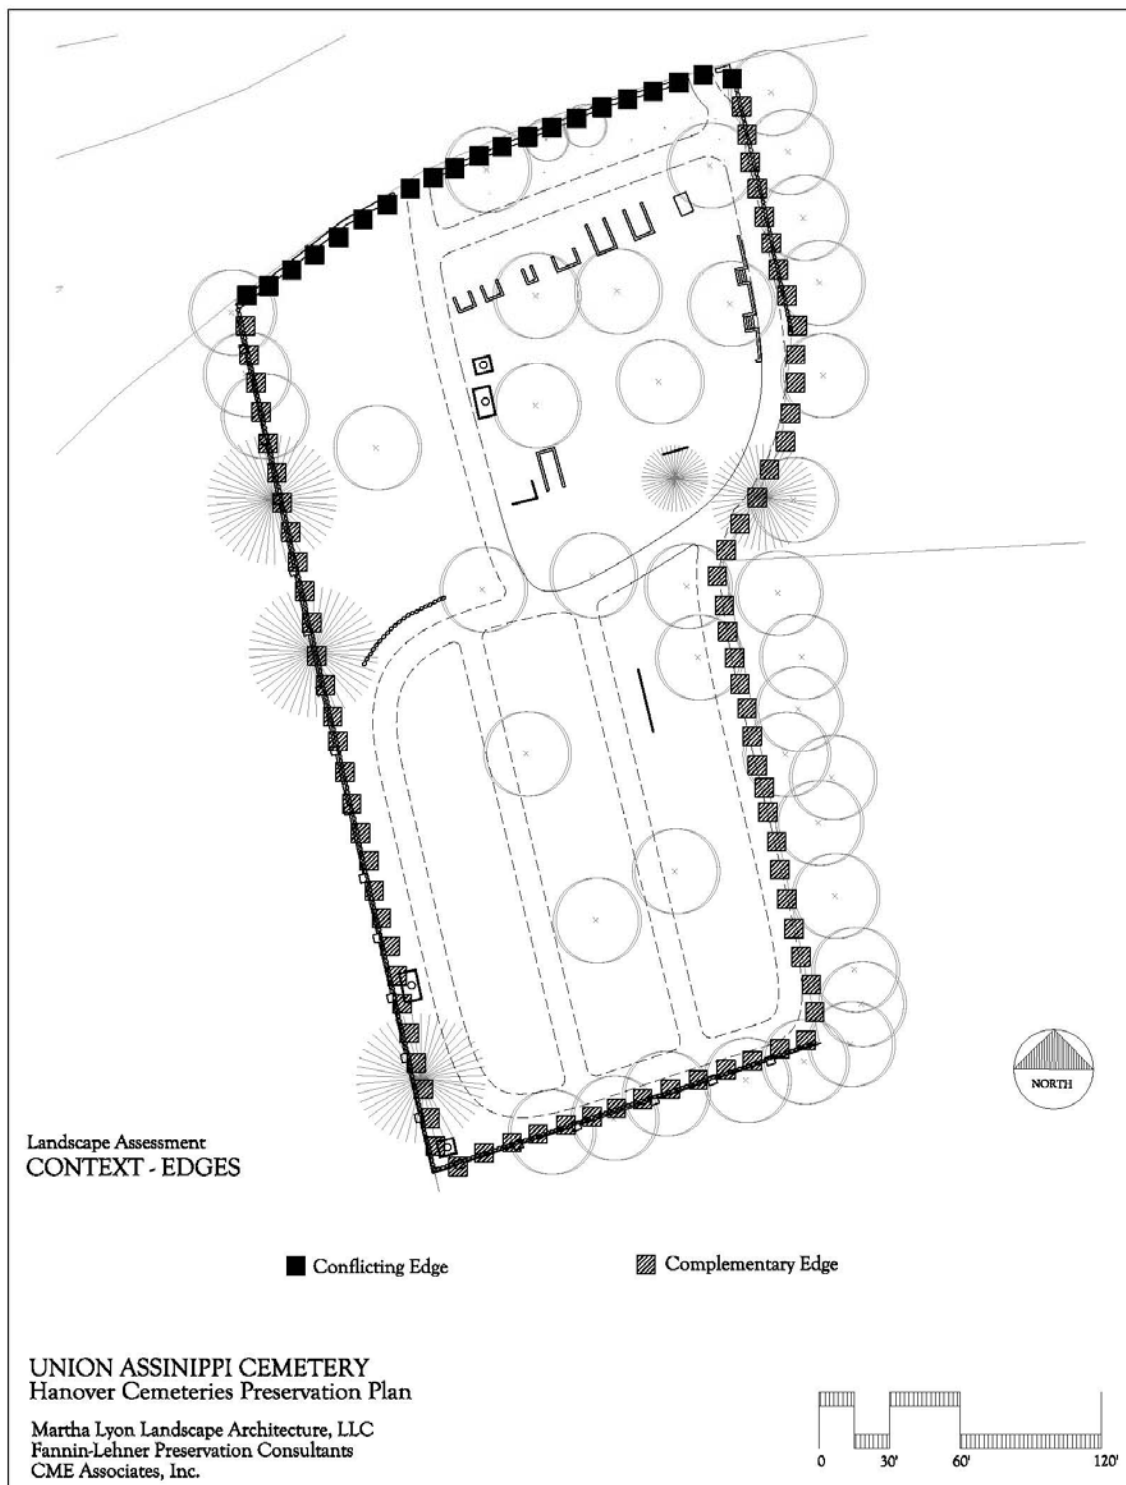 NORTH
Landscape Assessment
CONTEXT - EDGES
Conflicting Edge
Complementary Edge
UNION ASSINIPPI CEMETERY
Hanover Cemeteries Preservation Plan
Martha Lyon Landscape Architecture, LLC
Fannin-Lehner Preservation Consultants
CME Associates, Inc.
0 30' 60' 120'